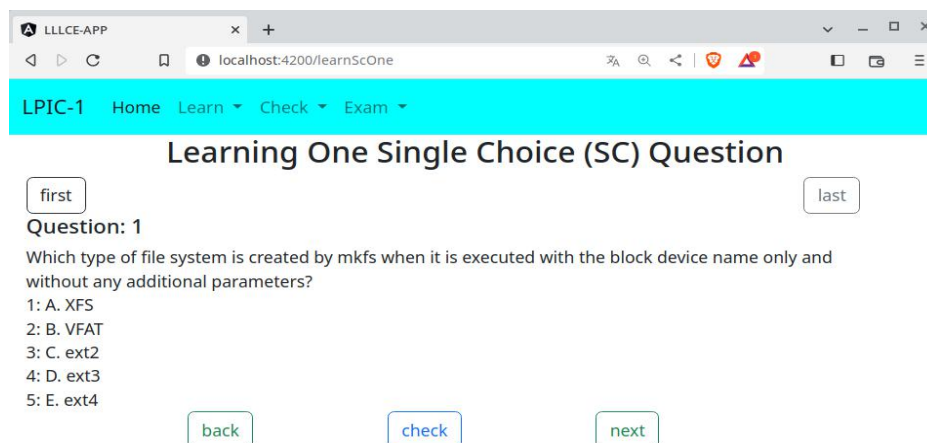 LLLCE-APP
localhost:4200/learnScOne
LPIC-1 Home Learn Check Exam
Learning One Single Choice (SC) Question
first last
Question: 1
Which type of file system is created by mkfs when it is executed with the block device name only and
without any additional parameters?
1: A. XFS
2: B. VFAT
3: C. ext2
4: D. ext3
5: E. ext4
back check next